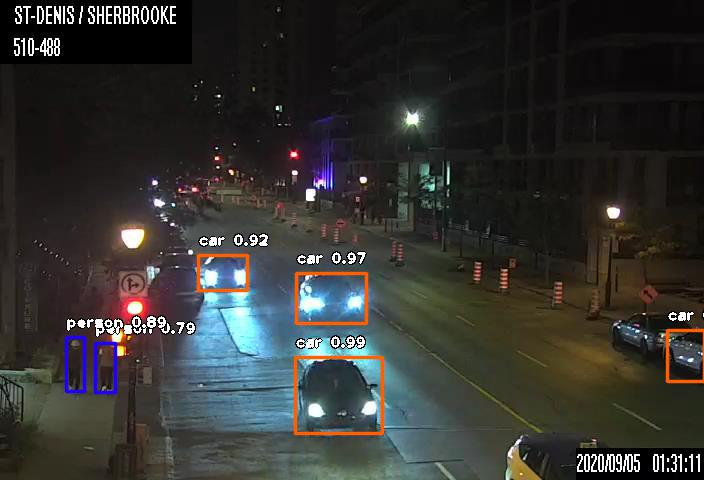 ST-DENIS / SHERBROOKE
510-488
car 0.92
car 0.97
person 0.89
person 0.79
car
car 0.99
2020/09/05 01:31:11